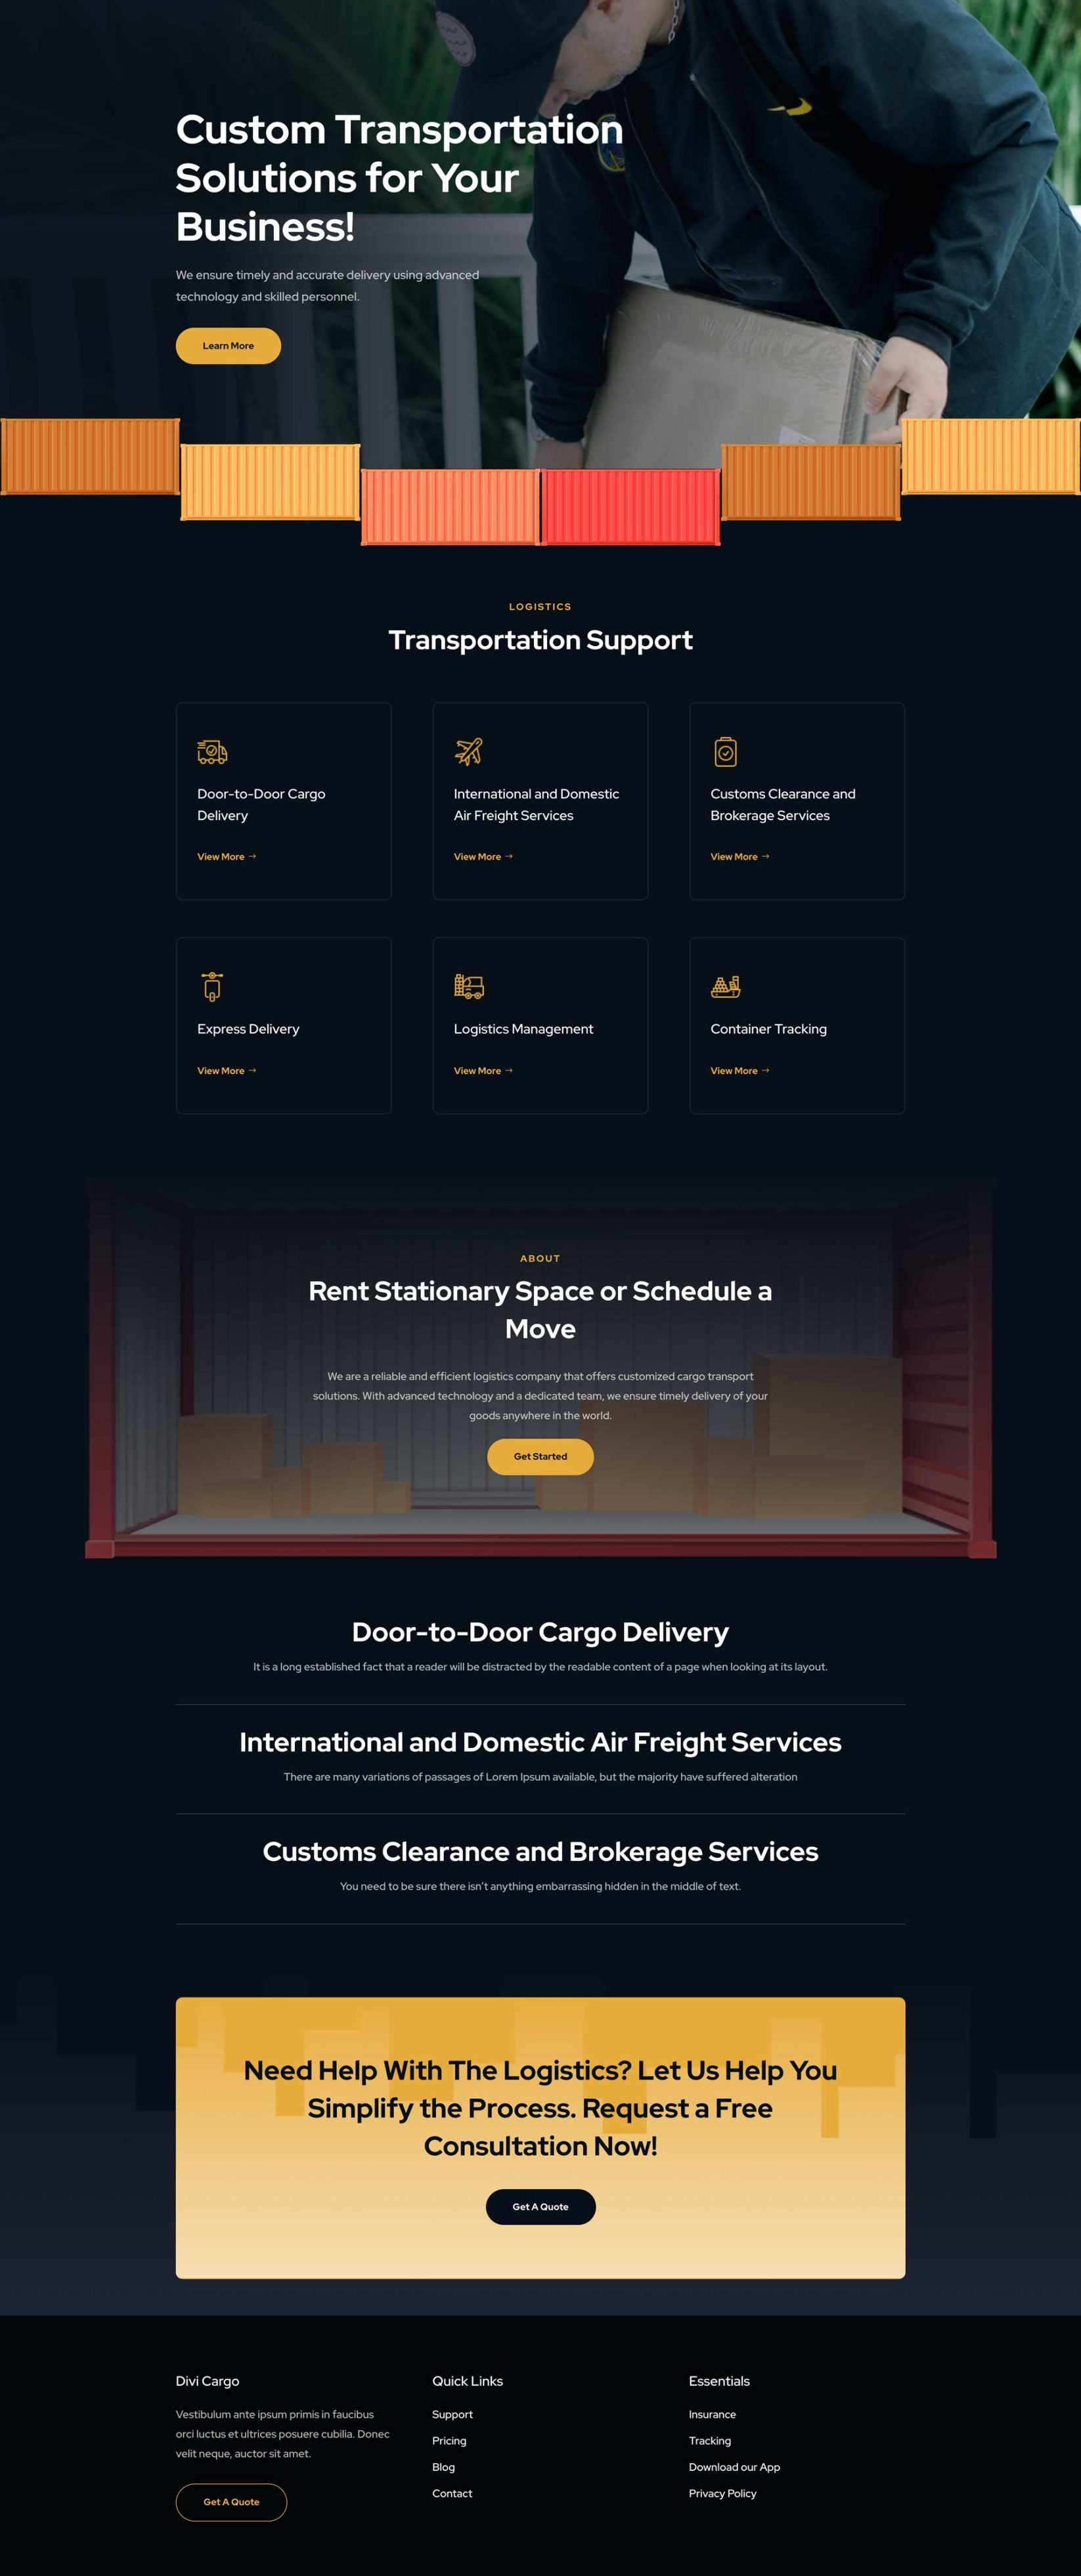 Custom Transportation
Solutions for Your
Business!
We ensure timely and accurate delivery using advanced
technology and skilled personnel.
Learn More
LOGISTICS
Transportation Support
Door-to-Door Cargo
Delivery
View More →
International and Domestic
Air Freight Services
View More →
Customs Clearance and
Brokerage Services
View More →
Express Delivery
View More →
Logistics Management
View More →
Container Tracking
View More →
ABOUT
Rent Stationary Space or Schedule a
Move
We are a reliable and efficient logistics company that offers customized cargo transport
solutions. With advanced technology and a dedicated team, we ensure timely delivery of your
goods anywhere in the world.
Get Started
Door-to-Door Cargo Delivery
It is a long established fact that a reader will be distracted by the readable content of a page when looking at its layout.
International and Domestic Air Freight Services
There are many variations of passages of Lorem Ipsum available, but the majority have suffered alteration
Customs Clearance and Brokerage Services
You need to be sure there isn't anything embarrassing hidden in the middle of text.
Need Help With The Logistics? Let Us Help You
Simplify the Process. Request a Free
Consultation Now!
Get A Quote
Divi Cargo
Vestibulum ante ipsum primis in faucibus
orci luctus et ultrices posuere cubilia. Donec
velit neque, auctor sit amet.
Get A Quote
Quick Links
Support
Pricing
Blog
Contact
Essentials
Insurance
Tracking
Download our App
Privacy Policy